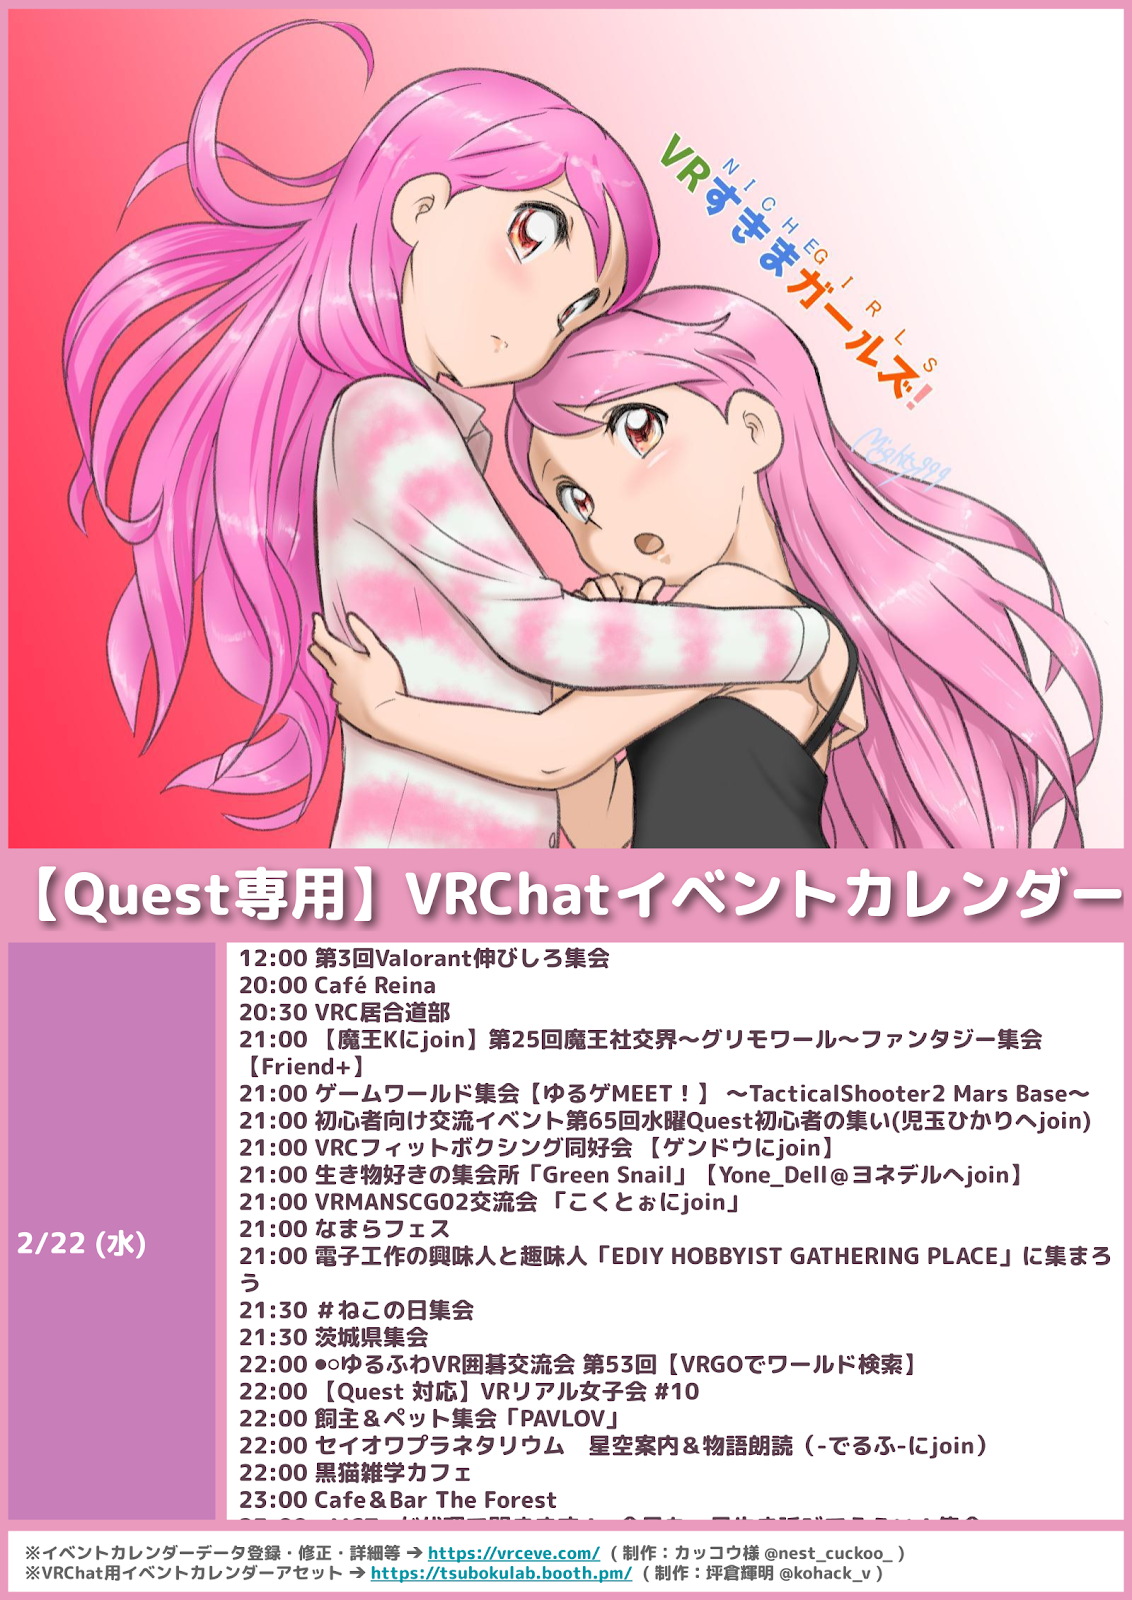 NICHEGIRLS
VRすきまガールズ!
Mighty999
【Quest専用】VRChatイベントカレンダー
2/22 (水)
12:00 第3回Valorant伸びしろ集会
20:00 Café Reina
20:30 VRC居合道部
21:00 【魔王Kにjoin】第25回魔王社交界～グリモワール～ファンタジー集会
【Friend+】
21:00 ゲームワールド集会【ゆるゲMEET！】 ～TacticalShooter2 Mars Base～
21:00 初心者向け交流イベント第65回水曜Quest初心者の集い(児玉ひかりへjoin)
21:00 VRCフィットボクシング同好会 【ゲンドウにjoin】
21:00 生き物好きの集会所「Green Snail」【Yone_Dell＠ヨネデルへjoin】
21:00 VRMANSCG02交流会 「こくとぉにjoin」
21:00 なまらフェス
21:00 電子工作の興味人と趣味人「EDIY HOBBYIST GATHERING PLACE」に集まろ
う
21:30 ＃ねこの日集会
21:30 茨城県集会
22:00 ●○ゆるふわVR囲碁交流会 第53回【VRGOでワールド検索】
22:00 【Quest 対応】VRリアル女子会 #10
22:00 飼主＆ペット集会「PAVLOV」
22:00 セイオワプラネタリウム　星空案内＆物語朗読（-でるふ-にjoin）
22:00 黒猫雑学カフェ
23:00 Cafe＆Bar The Forest
※イベントカレンダーデータ登録・修正・詳細等 ➔ https://vrceve.com/ ( 制作：カッコウ様 @nest_cuckoo_ )
※VRChat用イベントカレンダーアセット ➔ https://tsubokulab.booth.pm/ ( 制作：坪倉輝明 @kohack_v )